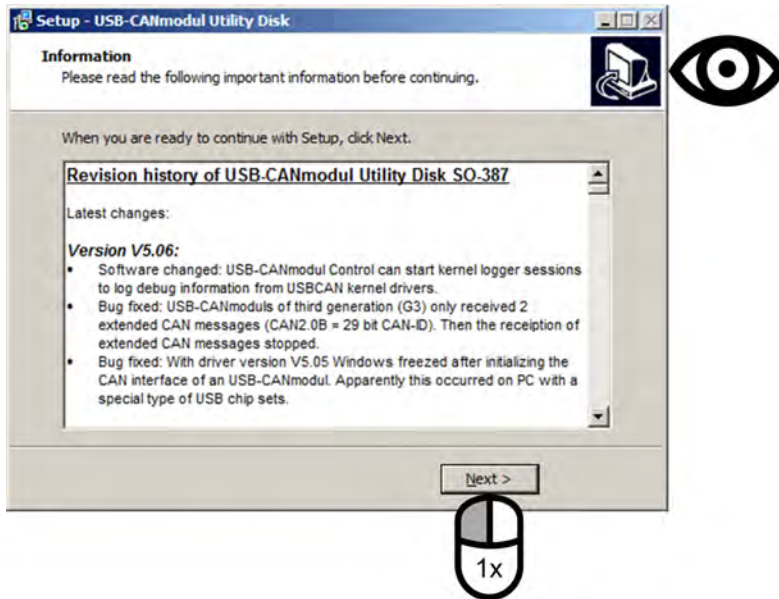 Setup - USB-CANmodul Utility Disk
Information
Please read the following important information before continuing.
When you are ready to continue with Setup, click Next.
Revision history of USB-CANmodul Utility Disk SO-387
Latest changes:
Version V5.06:
• Software changed: USB-CANmodul Control can start kernel logger sessions
to log debug information from USBCAN kernel drivers.
• Bug fixed: USB-CANmoduls of third generation (G3) only received 2
extended CAN messages (CAN2.0B = 29 bit CAN-ID). Then the receiption of
extended CAN messages stopped.
• Bug fixed: With driver version V5.05 Windows freezed after initializing the
CAN interface of an USB-CANmodul. Apparently this occurred on PC with a
special type of USB chip sets.
Next >
1x